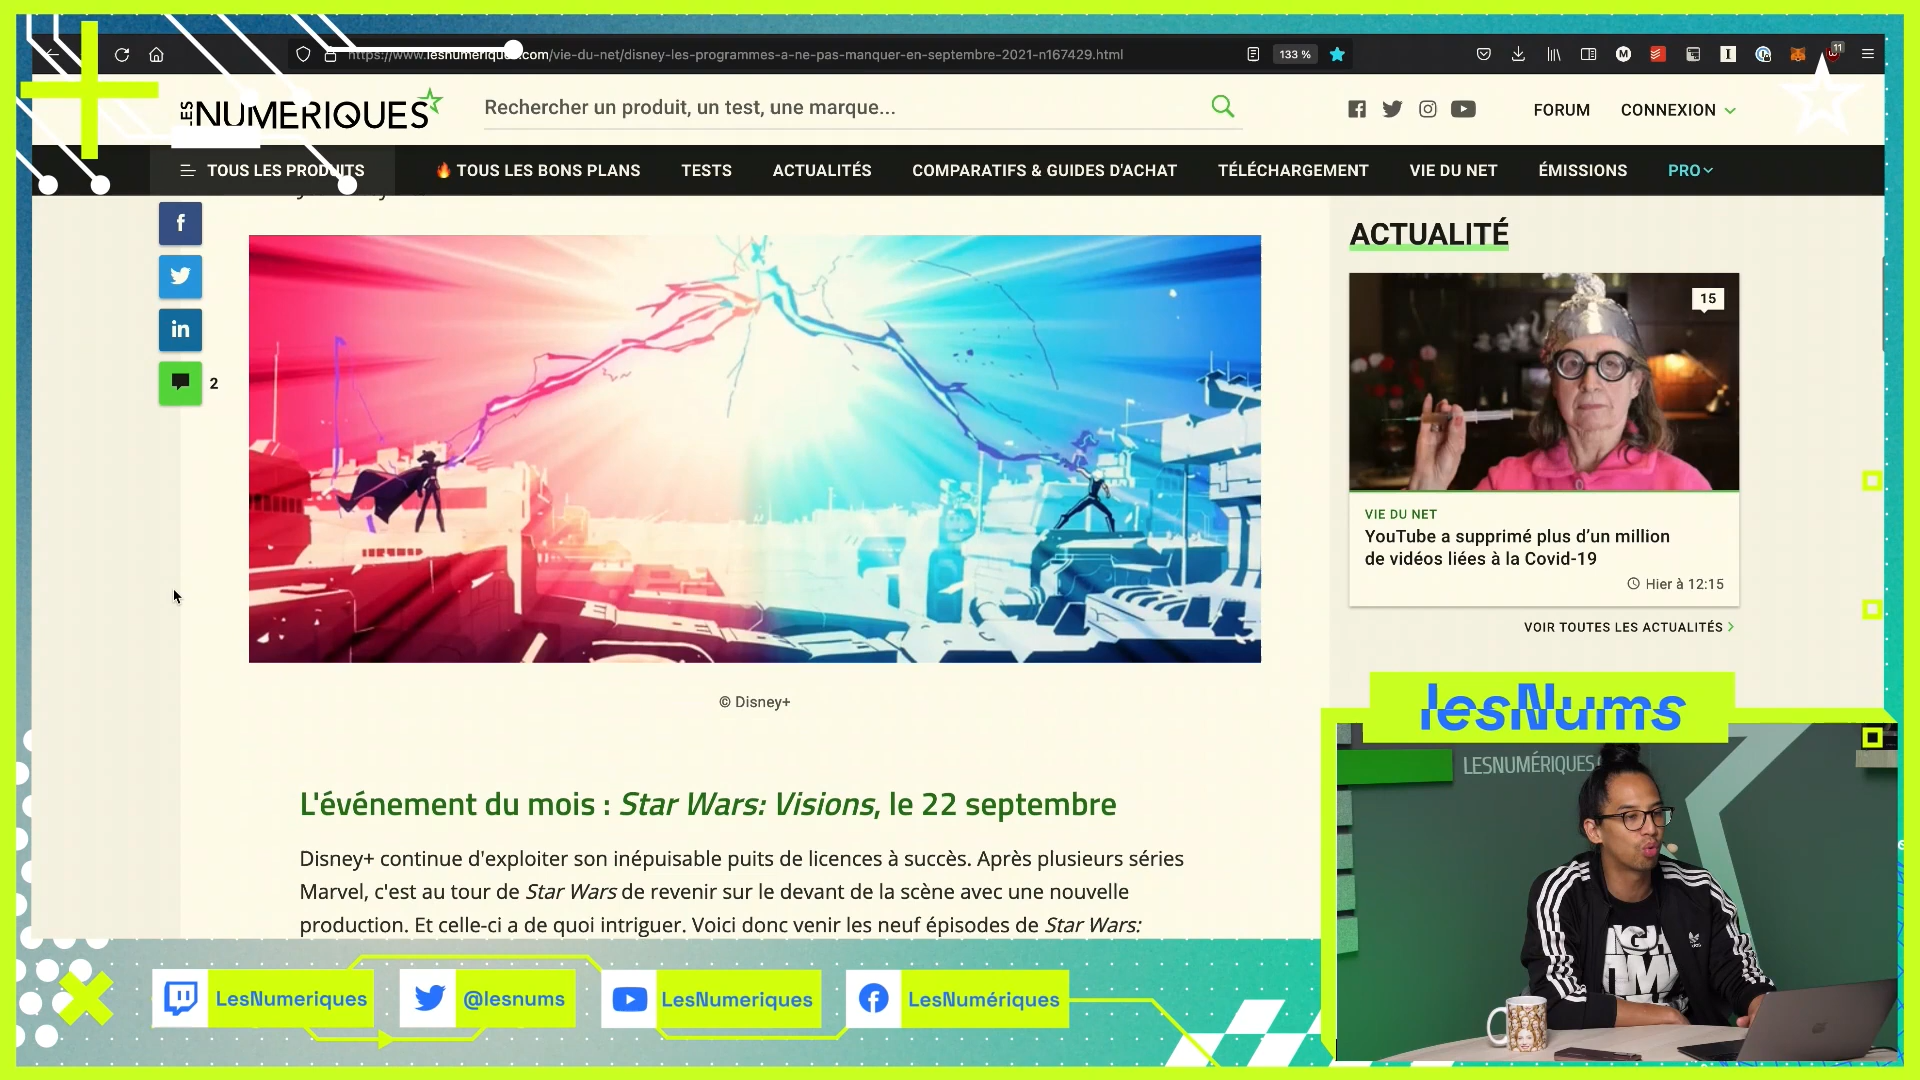 https://www.lesnumeriques.com/vie-du-net/disney-les-programmes-a-ne-pas-manquer-en-septembre-2021-n167429.html
133 %
11
LES NUMERIQUES
Rechercher un produit, un test, une marque...
FORUM
CONNEXION
TOUS LES PRODUITS
TOUS LES BONS PLANS
TESTS
ACTUALITÉS
COMPARATIFS & GUIDES D'ACHAT
TÉLÉCHARGEMENT
VIE DU NET
ÉMISSIONS
PRO
2
© Disney+
L'événement du mois : Star Wars: Visions, le 22 septembre
Disney+ continue d'exploiter son inépuisable puits de licences à succès. Après plusieurs séries
Marvel, c'est au tour de Star Wars de revenir sur le devant de la scène avec une nouvelle
production. Et celle-ci a de quoi intriguer. Voici donc venir les neuf épisodes de Star Wars:
ACTUALITÉ
15
VIE DU NET
YouTube a supprimé plus d'un million
de vidéos liées à la Covid-19
Hier à 12:15
VOIR TOUTES LES ACTUALITÉS
lesNums
LESNUMÉRIQUES
LesNumeriques
@lesnums
LesNumeriques
LesNumériques